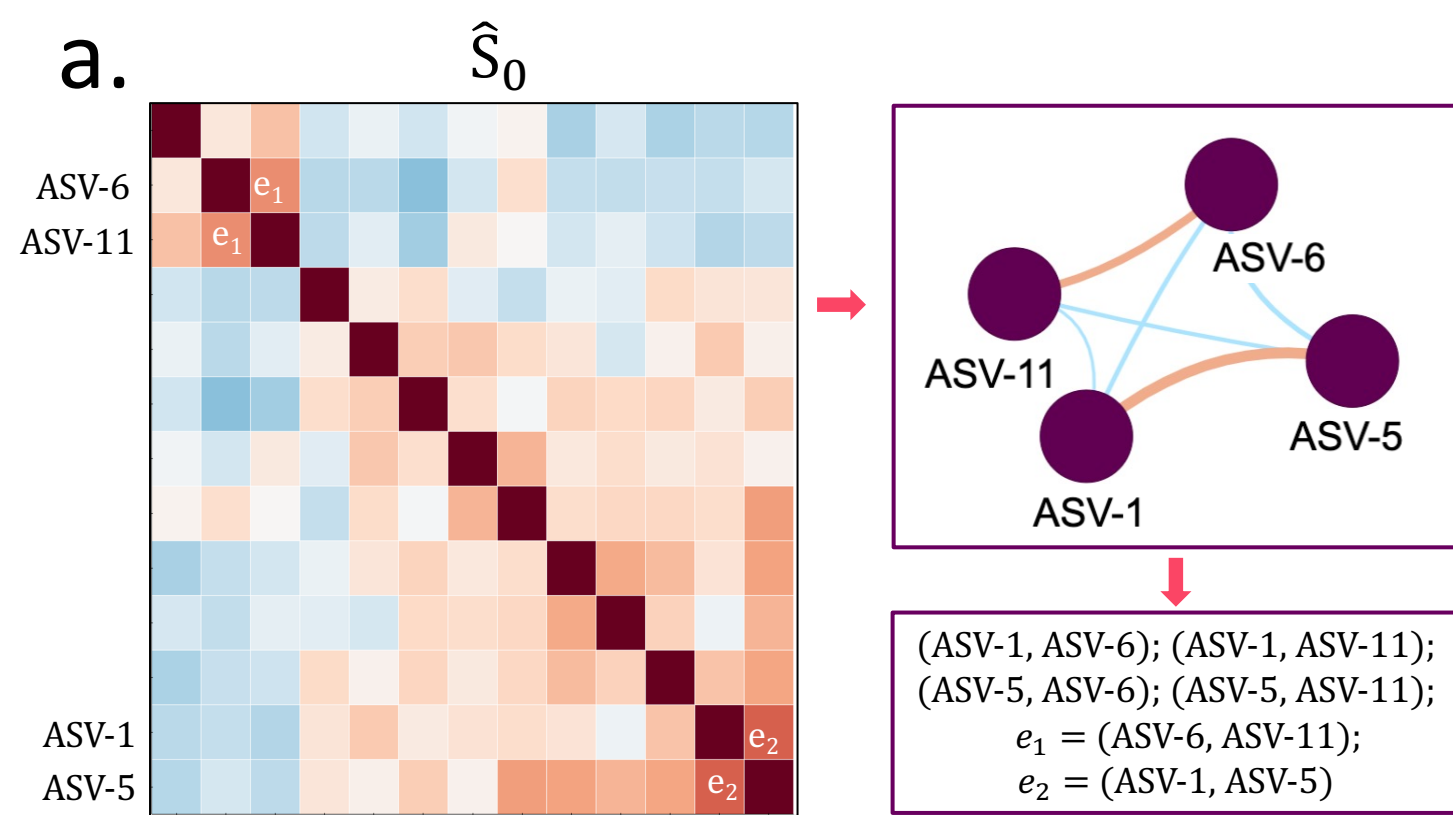 a.
Ŝ₀
ASV-6
e₁
ASV-11
e₁
ASV-1
e₂
ASV-5
e₂
ASV-6
ASV-11
ASV-5
ASV-1
(ASV-1, ASV-6); (ASV-1, ASV-11);
(ASV-5, ASV-6); (ASV-5, ASV-11);
e₁ = (ASV-6, ASV-11);
e₂ = (ASV-1, ASV-5)